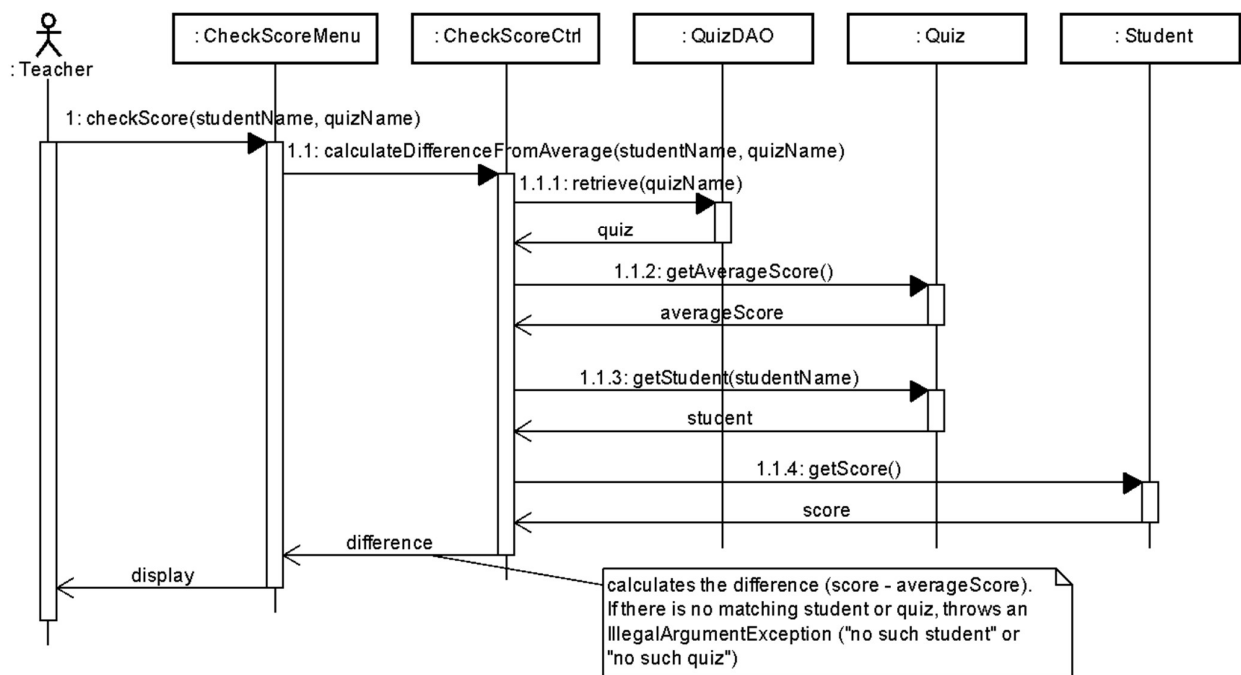 : CheckScoreMenu
: CheckScoreCtrl
: QuizDAO
: Quiz
: Student
: Teacher
1: checkScore(studentName, quizName)
1.1: calculateDifferenceFromAverage(studentName, quizName)
1.1.1: retrieve(quizName)
quiz
1.1.2: getAverageScore()
averageScore
1.1.3: getStudent(studentName)
student
1.1.4: getScore()
score
difference
display
calculates the difference (score - averageScore).
If there is no matching student or quiz, throws an
IllegalArgumentException ("no such student" or
"no such quiz")